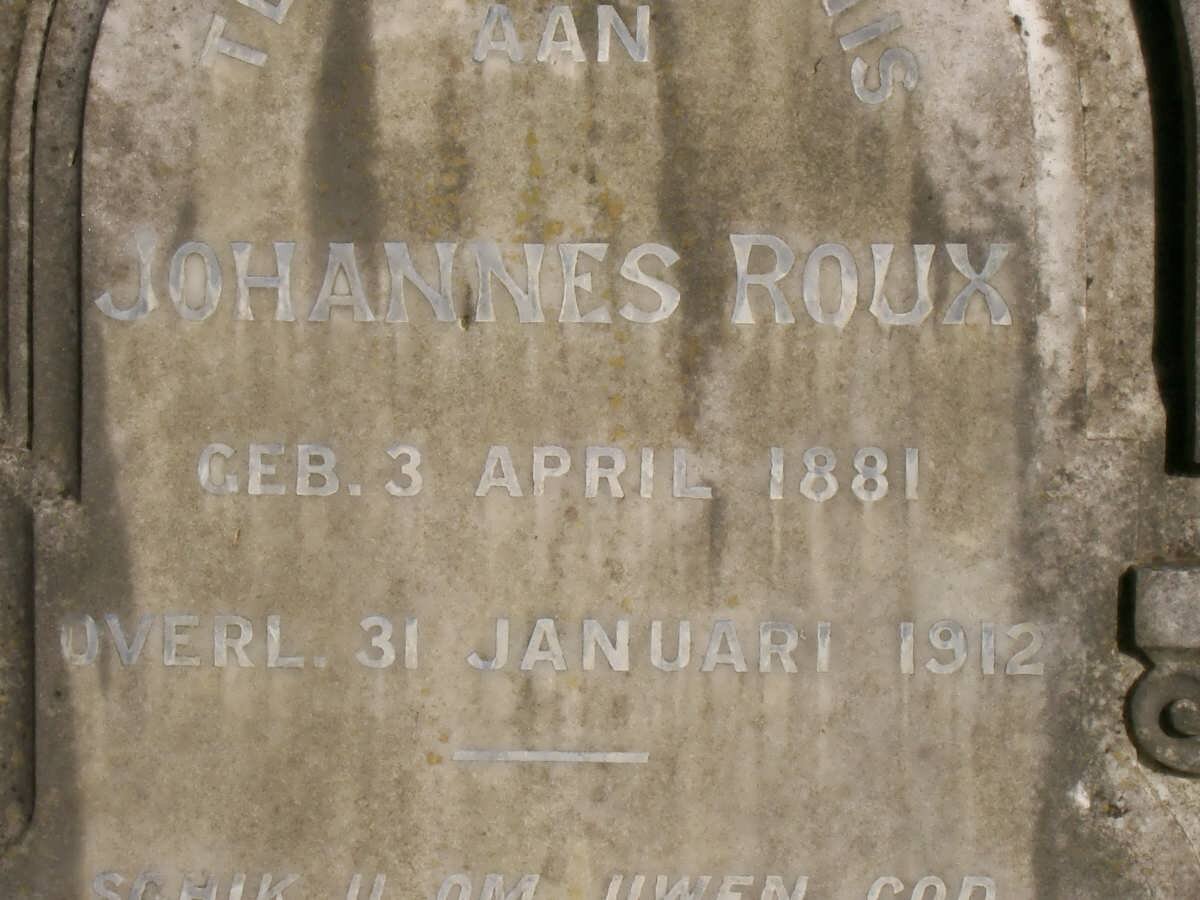 AAN
JOHANNES ROUX
GEB. 3 APRIL 1881
OVERL. 31 JANUARI 1912
SCHIK U OM UWEN GOD